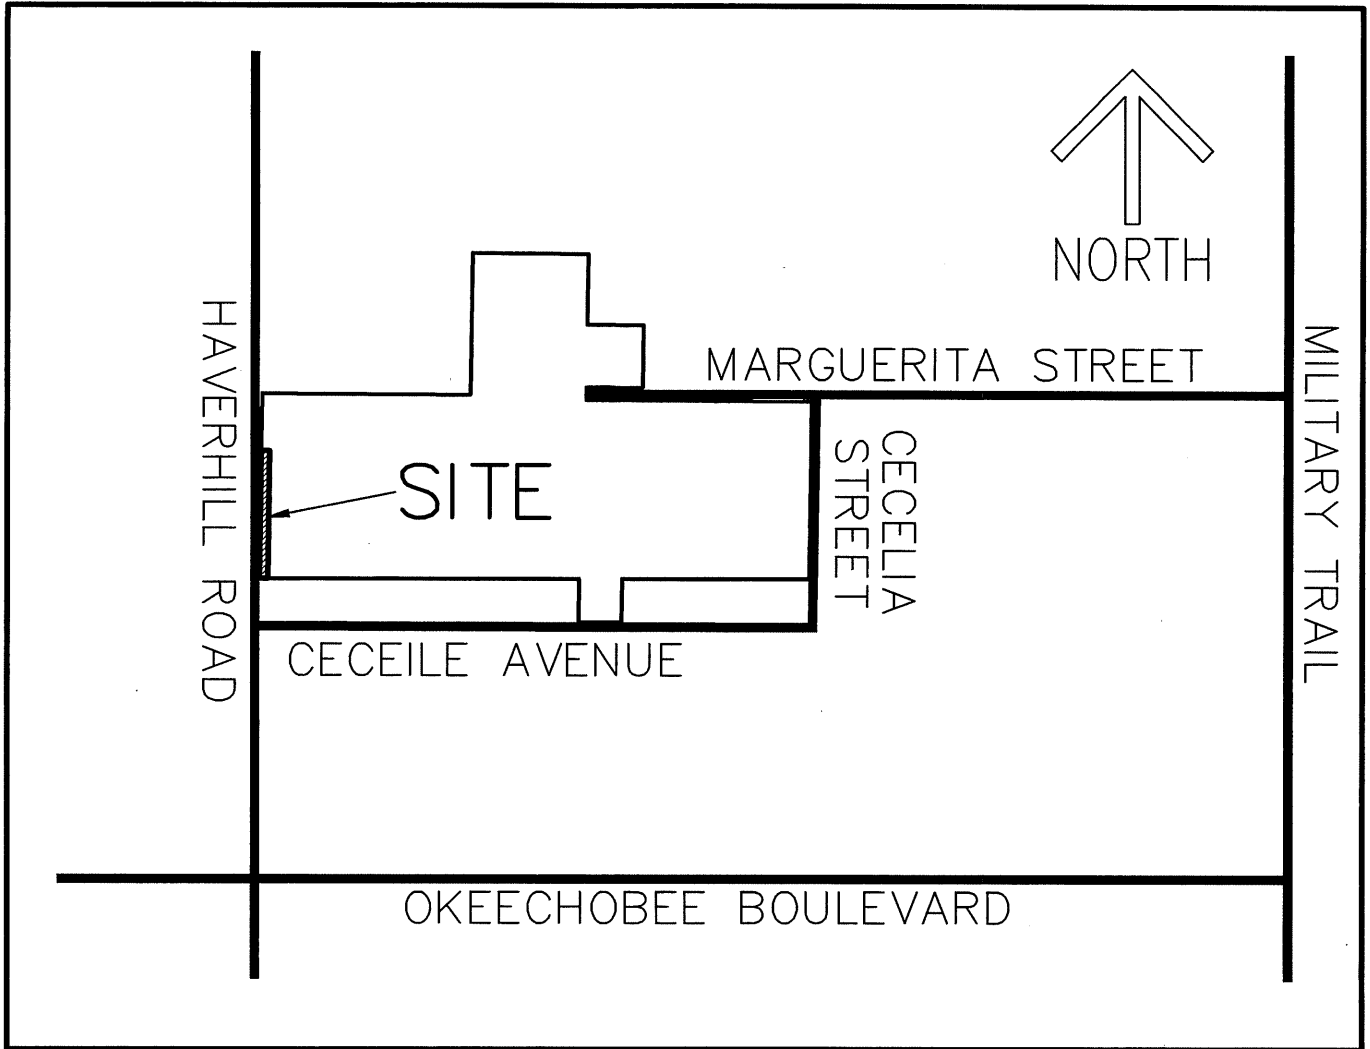 NORTH
MARGUERITA STREET
HAVERHILL ROAD
MILITARY TRAIL
SITE
CECELIA
STREET
CECEILE AVENUE
OKEECHOBEE BOULEVARD